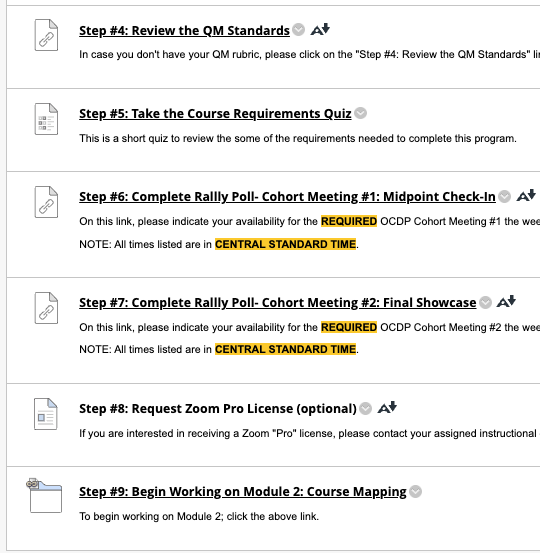 Step #4: Review the QM Standards
In case you don't have your QM rubric, please click on the "Step #4: Review the QM Standards"
Step #5: Take the Course Requirements Quiz
This is a short quiz to review the some of the requirements needed to complete this program.
Step #6: Complete Rallly Poll- Cohort Meeting #1: Midpoint Check-In
On this link, please indicate your availability for the REQUIRED OCDP Cohort Meeting #1 the
NOTE: All times listed are in CENTRAL STANDARD TIME.
Step #7: Complete Rallly Poll- Cohort Meeting #2: Final Showcase
On this link, please indicate your availability for the REQUIRED OCDP Cohort Meeting #2 the
NOTE: All times listed are in CENTRAL STANDARD TIME.
Step #8: Request Zoom Pro License (optional)
If you are interested in receiving a Zoom "Pro" license, please contact your assigned instructional
Step #9: Begin Working on Module 2: Course Mapping
To begin working on Module 2; click the above link.